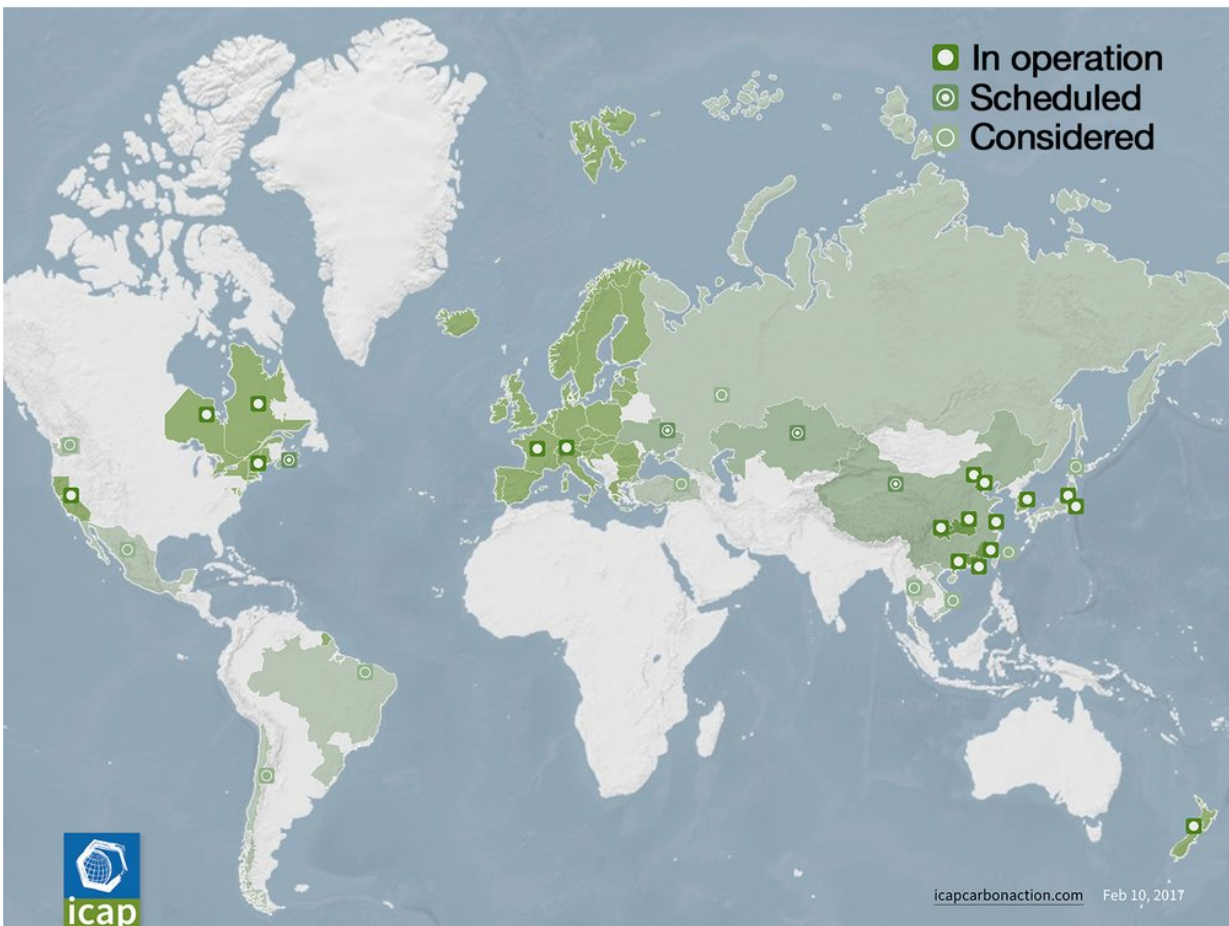 In operation
Scheduled
Considered
icap
icapcarbonaction.com Feb 10, 2017